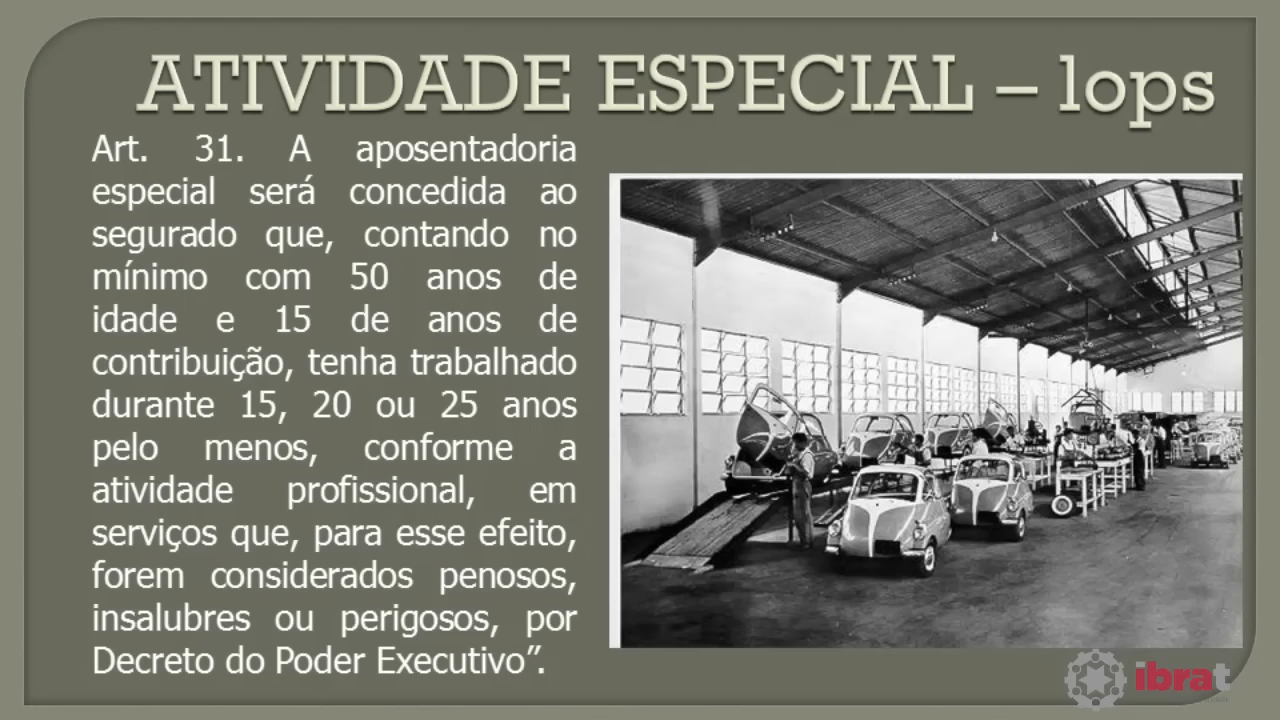 ATIVIDADE ESPECIAL – lops
Art. 31. A aposentadoria
especial será concedida ao
segurado que, contando no
mínimo com 50 anos de
idade e 15 de anos de
contribuição, tenha trabalhado
durante 15, 20 ou 25 anos
pelo menos, conforme a
atividade profissional, em
serviços que, para esse efeito,
forem considerados penosos,
insalubres ou perigosos, por
Decreto do Poder Executivo”.
ibrat